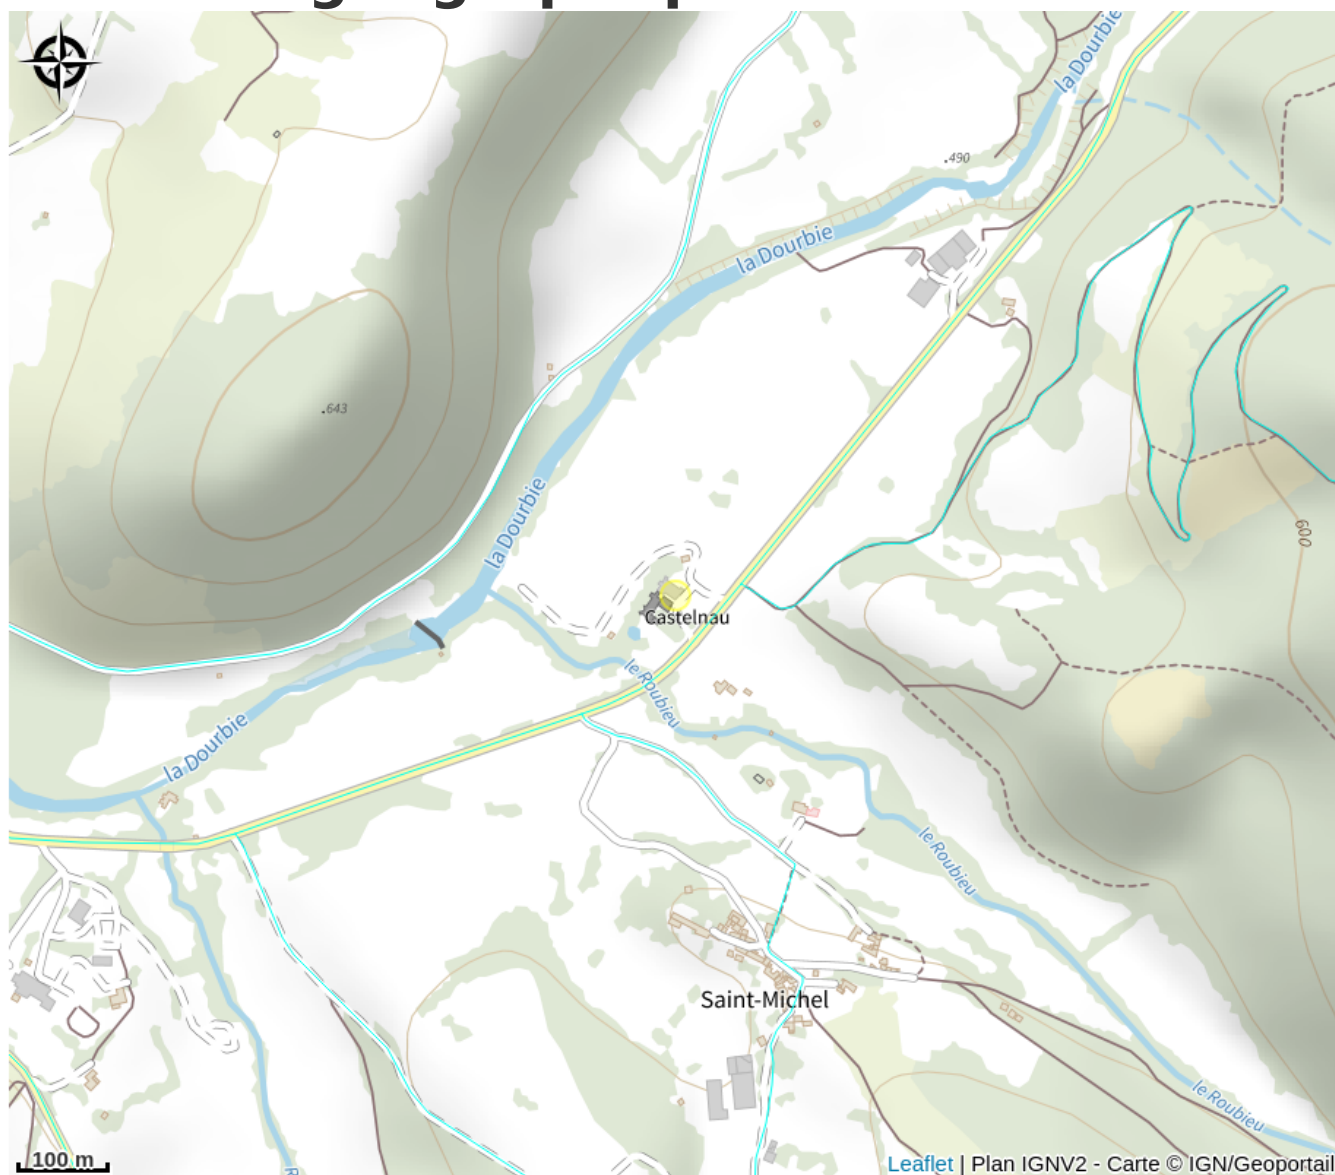 la Dourbie
.490
la Dourbie
.643
la Dourbie
600
Castelnau
le Roubieu
la Dourbie
le Roubieu
Saint-Michel
le Roubieu
100 m
Leaflet | Plan IGNV2 - Carte © IGN/Geoportail